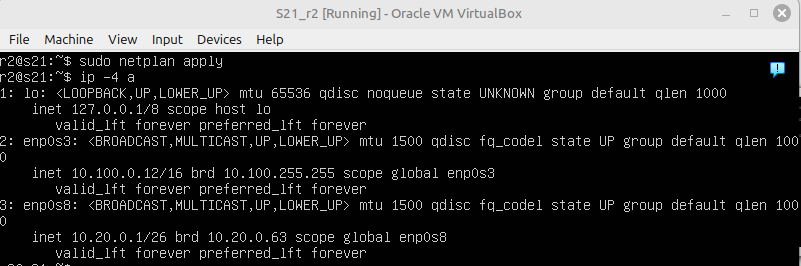 S21_r2 [Running] - Oracle VM VirtualBox
File Machine View Input Devices Help
r2@s21:~$ sudo netplan apply
r2@s21:~$ ip -4 a
1: lo: <LOOPBACK,UP,LOWER_UP> mtu 65536 qdisc noqueue state UNKNOWN group default qlen 1000
    inet 127.0.0.1/8 scope host lo
       valid_lft forever preferred_lft forever
2: enp0s3: <BROADCAST,MULTICAST,UP,LOWER_UP> mtu 1500 qdisc fq_codel state UP group default qlen 100
0
    inet 10.100.0.12/16 brd 10.100.255.255 scope global enp0s3
       valid_lft forever preferred_lft forever
3: enp0s8: <BROADCAST,MULTICAST,UP,LOWER_UP> mtu 1500 qdisc fq_codel state UP group default qlen 100
0
    inet 10.20.0.1/26 brd 10.20.0.63 scope global enp0s8
       valid_lft forever preferred_lft forever